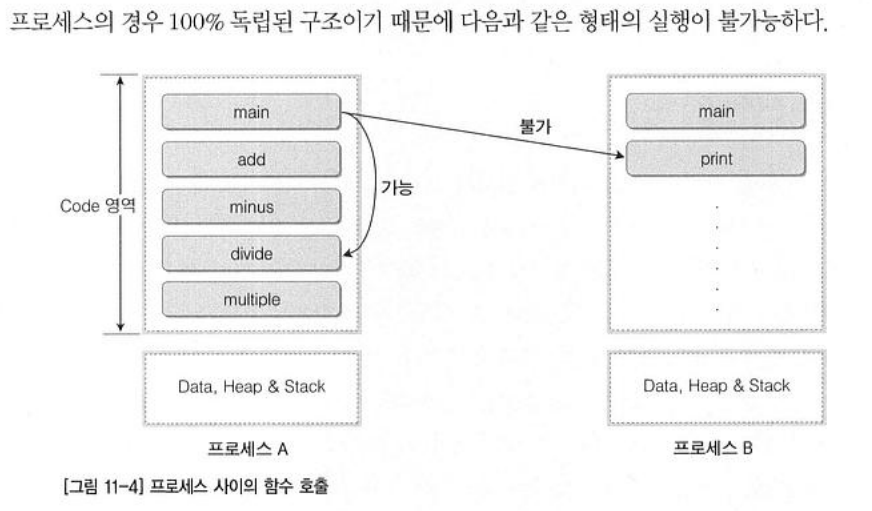 프로세스의 경우 100% 독립된 구조이기 때문에 다음과 같은 형태의 실행이 불가능하다.
main
add
minus
divide
multiple
Code 영역
가능
불가
main
print
Data, Heap & Stack
Data, Heap & Stack
프로세스 A
프로세스 B
[그림 11-4] 프로세스 사이의 함수 호출